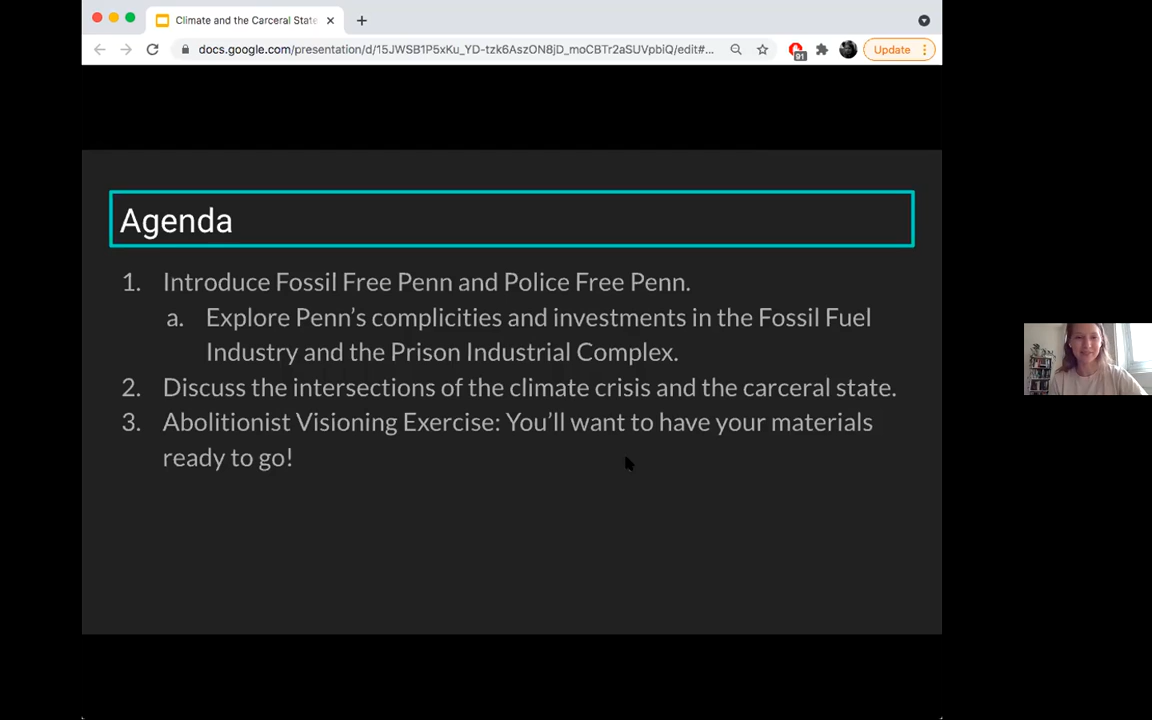 Climate and the Carceral State
docs.google.com/presentation/d/15JWSB1P5xKu_YD-tzk6AszON8jD_moCBTr2aSUVpbiQ/edit#...
91
Update
Agenda
1. Introduce Fossil Free Penn and Police Free Penn.
a. Explore Penn’s complicities and investments in the Fossil Fuel
Industry and the Prison Industrial Complex.
2. Discuss the intersections of the climate crisis and the carceral state.
3. Abolitionist Visioning Exercise: You’ll want to have your materials
ready to go!